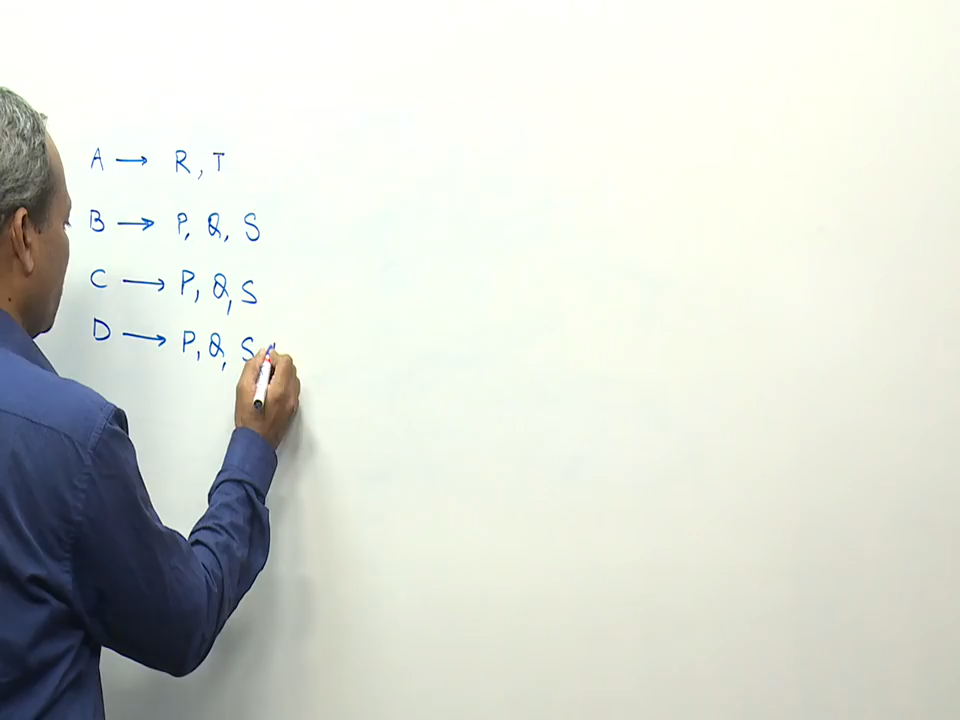 A → R, T
B → P, Q, S
C → P, Q, S
D → P, Q, S